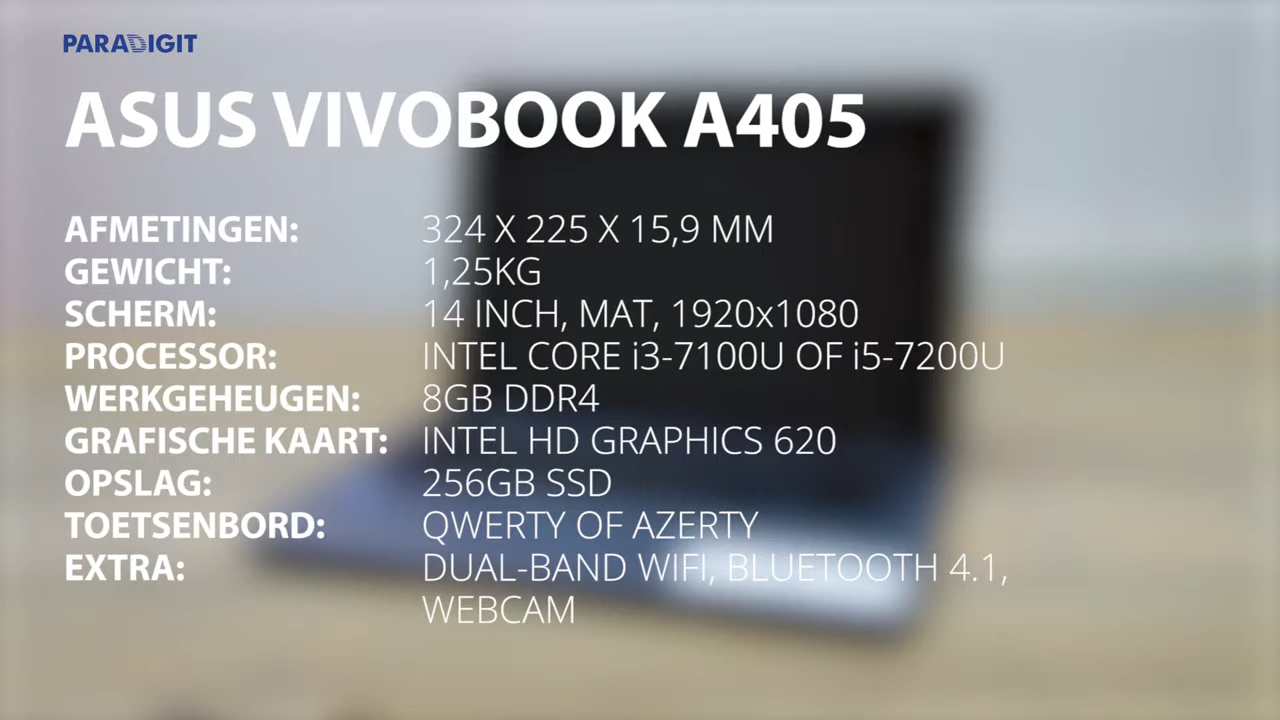 PARADIGIT
ASUS VIVOBOOK A405
AFMETINGEN: 324 X 225 X 15,9 MM
GEWICHT: 1,25KG
SCHERM: 14 INCH, MAT, 1920x1080
PROCESSOR: INTEL CORE i3-7100U OF i5-7200U
WERKGEHEUGEN: 8GB DDR4
GRAFISCHE KAART: INTEL HD GRAPHICS 620
OPSLAG: 256GB SSD
TOETSENBORD: QWERTY OF AZERTY
EXTRA: DUAL-BAND WIFI, BLUETOOTH 4.1,
WEBCAM